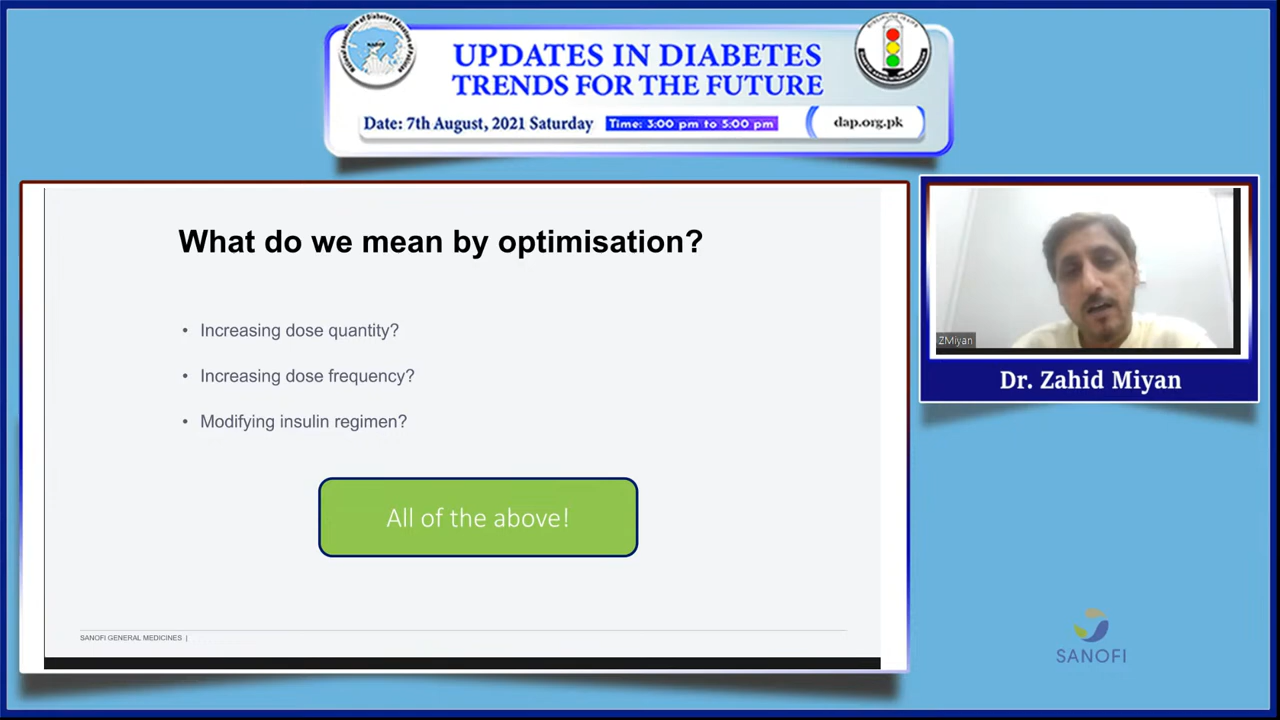 UPDATES IN DIABETES
TRENDS FOR THE FUTURE
Date: 7th August, 2021 Saturday
Time: 3:00 pm to 5:00 pm
dap.org.pk
What do we mean by optimisation?
• Increasing dose quantity?
• Increasing dose frequency?
• Modifying insulin regimen?
All of the above!
SANOFI GENERAL MEDICINES |
ZMiyan
Dr. Zahid Miyan
SANOFI